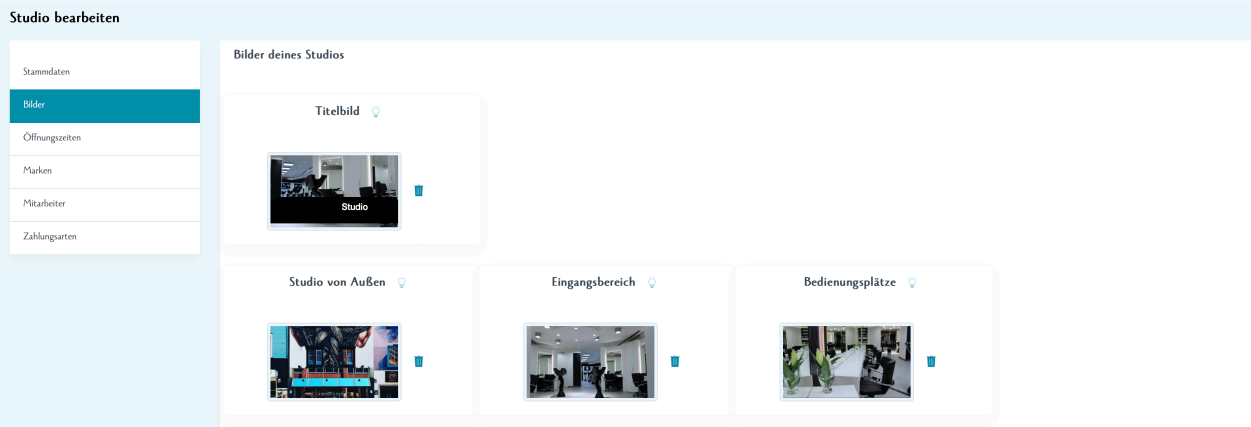 Studio bearbeiten
Bilder deines Studios
Stammdaten
Bilder
Öffnungszeiten
Marken
Mitarbeiter
Zahlungsarten
Titelbild
Studio
Studio von Außen
Eingangsbereich
Bedienungsplätze